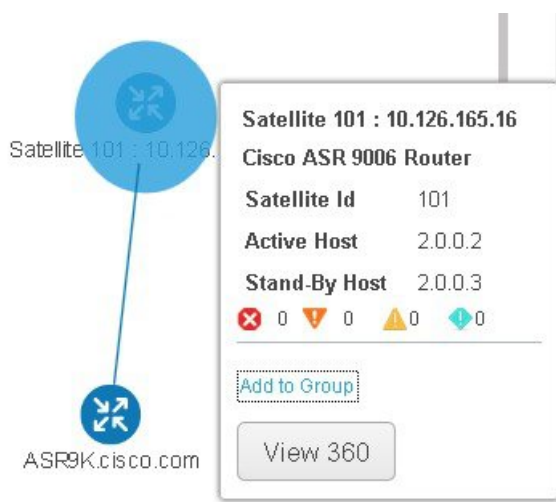 Satellite 101 : 10.126.
ASR9K.cisco.com
Satellite 101 : 10.126.165.16
Cisco ASR 9006 Router
Satellite Id 101
Active Host 2.0.0.2
Stand-By Host 2.0.0.3
0 0 0 0
Add to Group
View 360